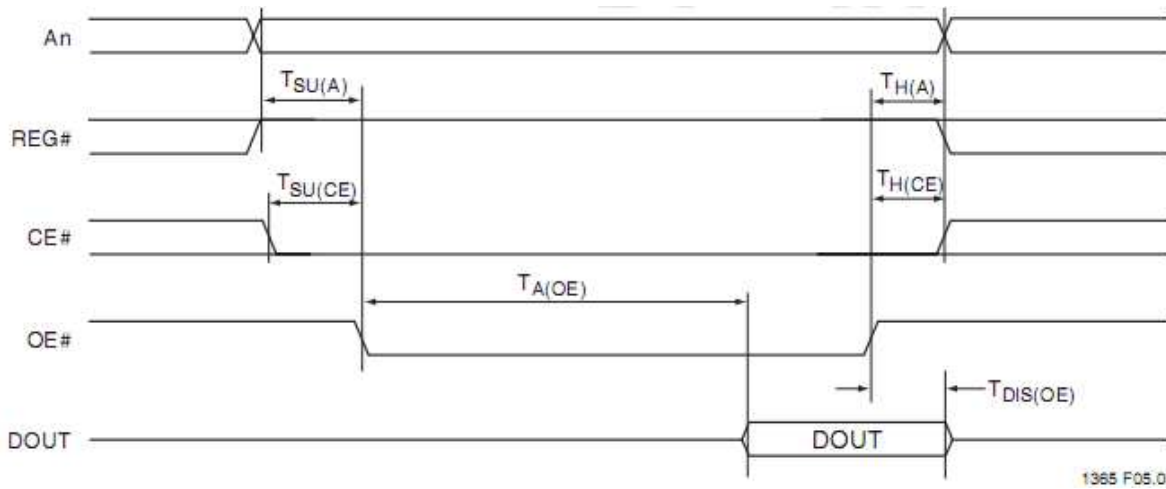 An
TSU(A)
TH(A)
REG#
TSU(CE)
TH(CE)
CE#
TA(OE)
OE#
TDIS(OE)
DOUT
DOUT
1365 F05.0